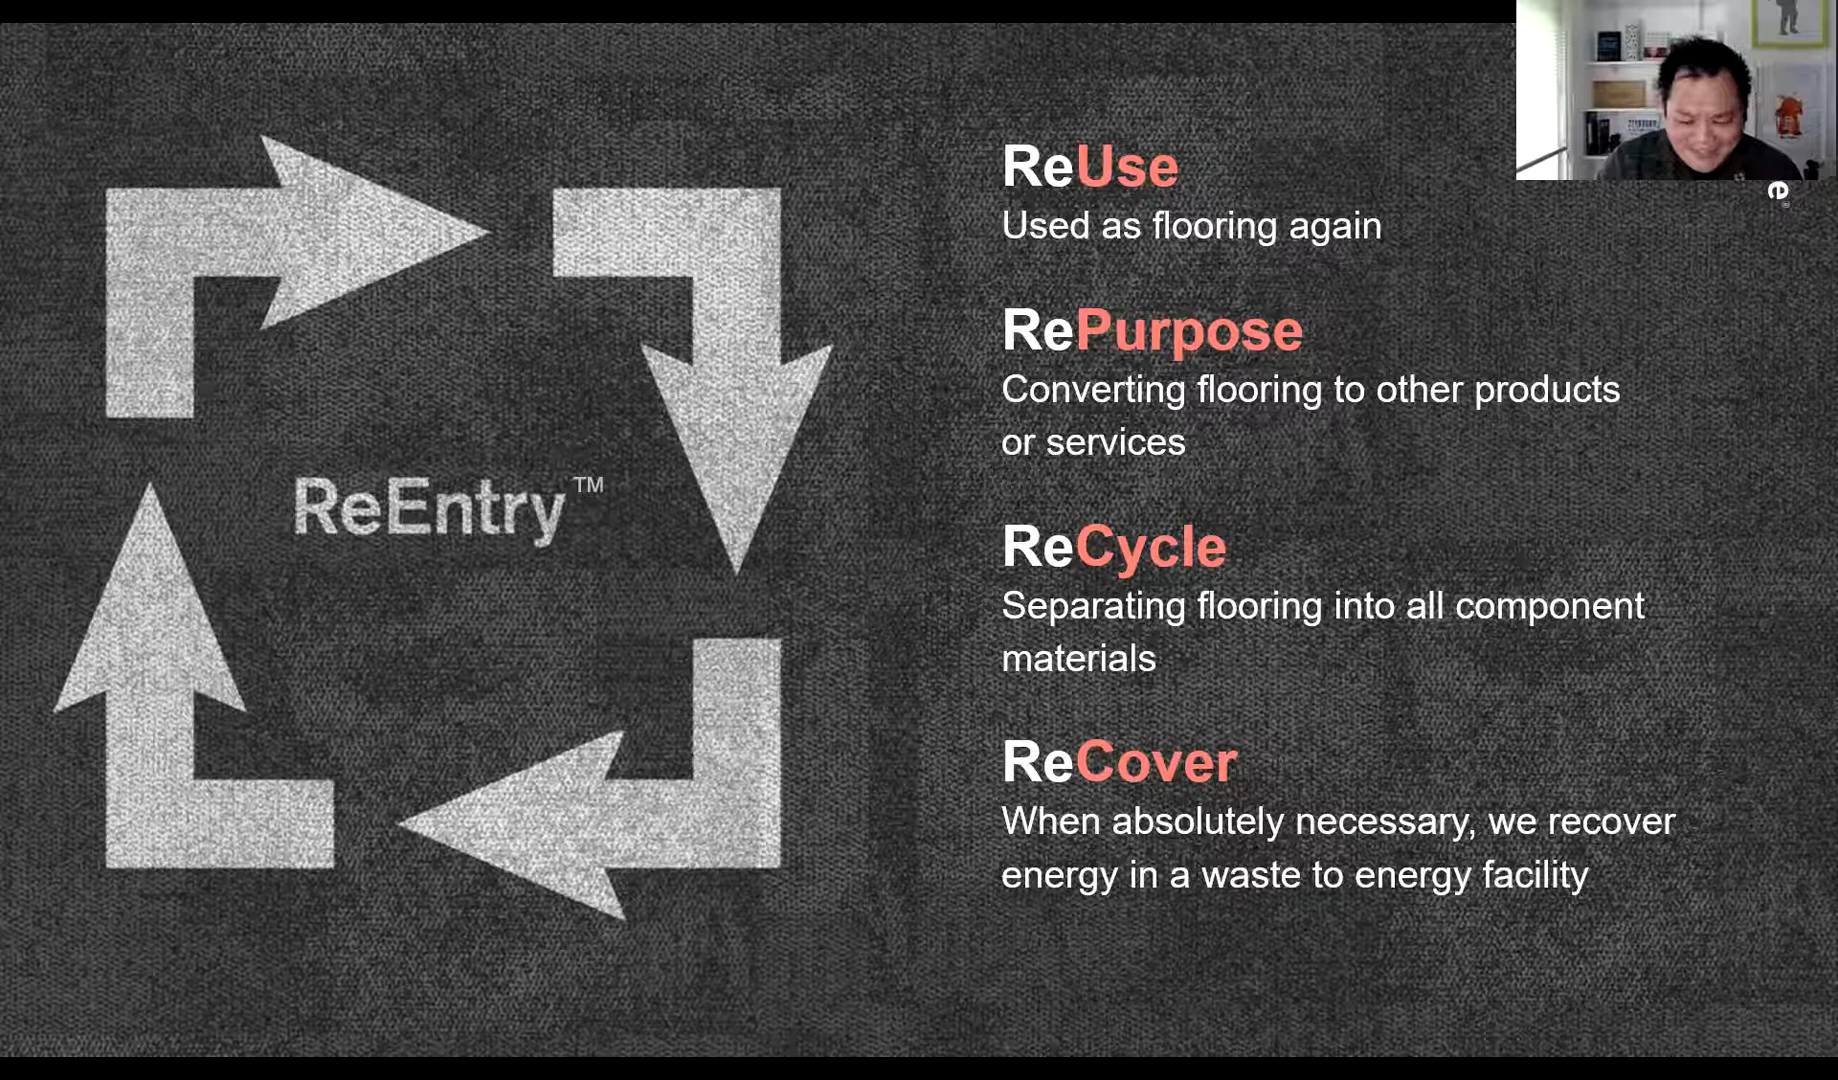 ReEntry™
ReUse
Used as flooring again
RePurpose
Converting flooring to other products
or services
ReCycle
Separating flooring into all component
materials
ReCover
When absolutely necessary, we recover
energy in a waste to energy facility
e